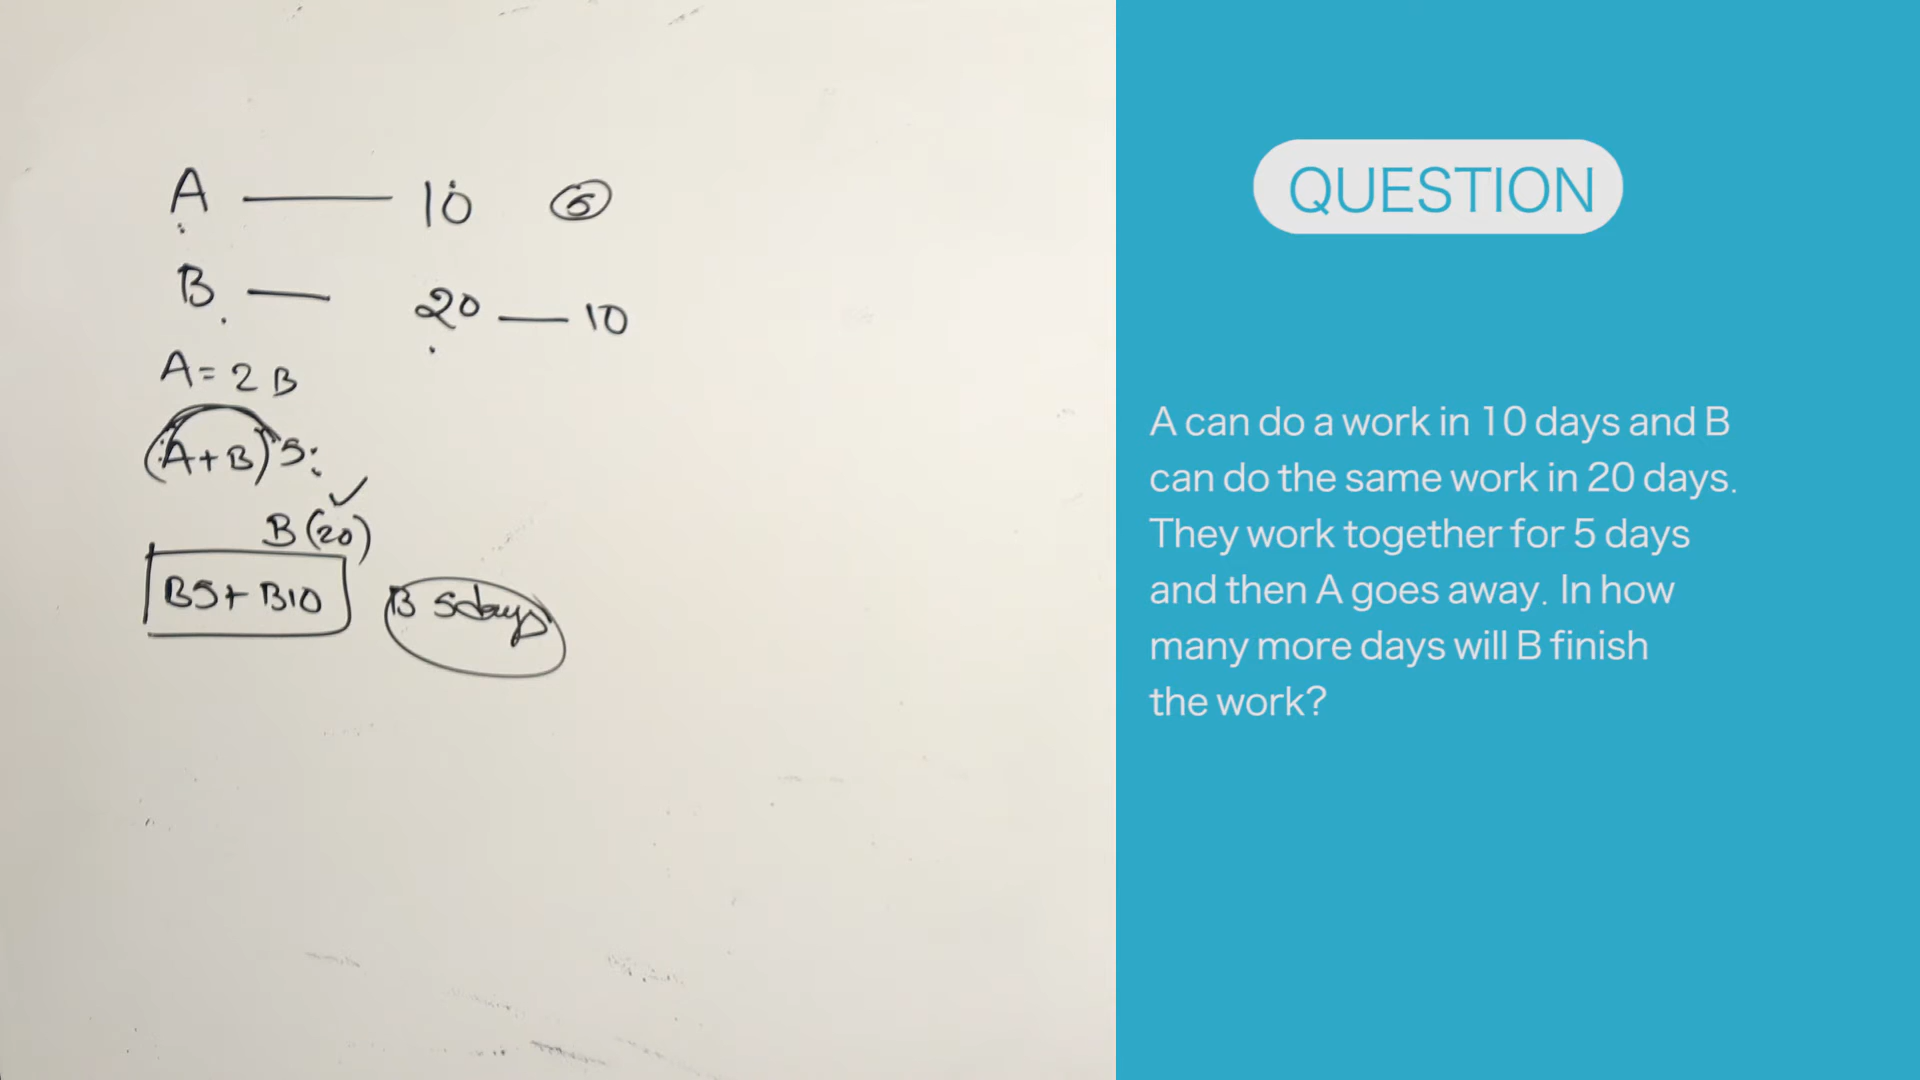 A — 10 5
B — 20 — 10
A = 2 B
(A+B) 5:
B (20) ✓
B5+ B10
B 5days
QUESTION
A can do a work in 10 days and B
can do the same work in 20 days.
They work together for 5 days
and then A goes away. In how
many more days will B finish
the work?